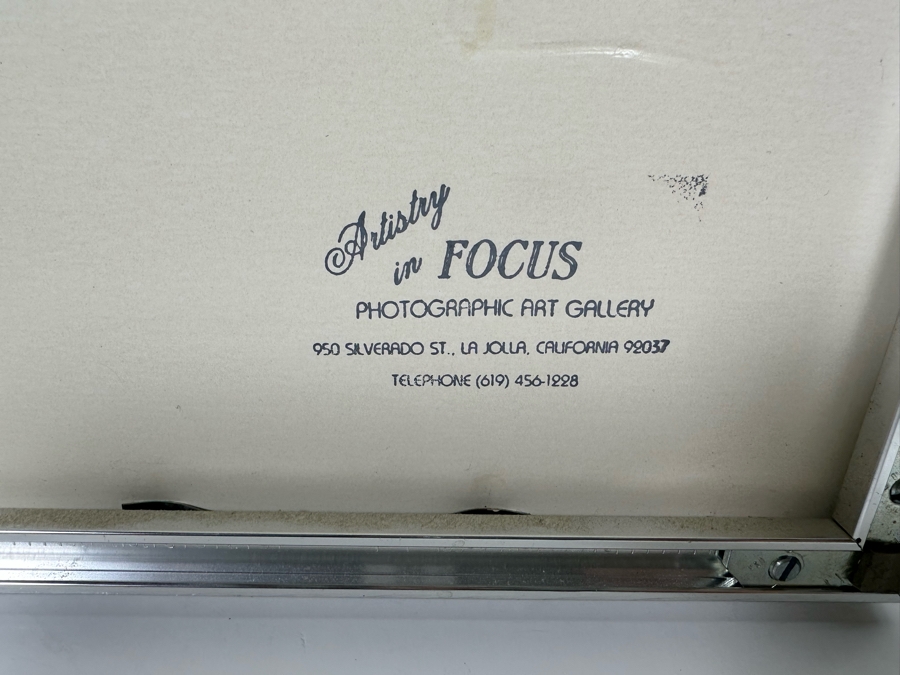 Artistry
in FOCUS
PHOTOGRAPHIC ART GALLERY
950 SILVERADO ST., LA JOLLA, CALIFORNIA 92037
TELEPHONE (619) 456-1228